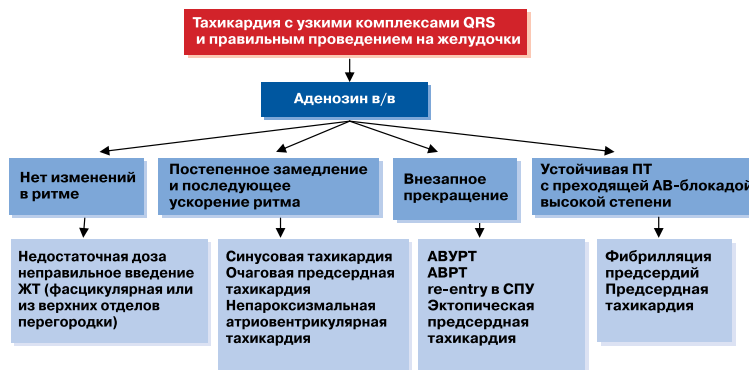 Тахикардия с узкими комплексами QRS
и правильным проведением на желудочки
Аденозин в/в
Нет изменений
в ритме
Постепенное замедление
и последующее
ускорение ритма
Внезапное
прекращение
Устойчивая ПТ
с преходящей АВ-блокадой
высокой степени
Недостаточная доза
неправильное введение
ЖТ (фасцикулярная или
из верхних отделов
перегородки)
Синусовая тахикардия
Очаговая предсердная
тахикардия
Непароксизмальная
атриовентрикулярная
тахикардия
АВУРТ
АВРТ
re-entry в СПУ
Эктопическая
предсердная
тахикардия
Фибрилляция
предсердий
Предсердная
тахикардия